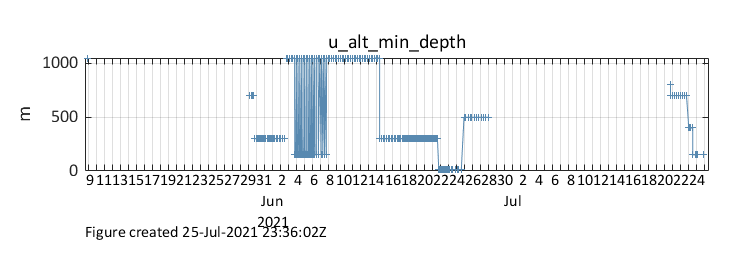 u_alt_min_depth
1000
500
0
m
9 11 13 15 17 19 21 23 25 27 29 31 2 4 6 8 10 12 14 16 18 20 22 24 26 28 30 2 4 6 8 10 12 14 16 18 20 22 24
Jun Jul
2021
Figure created 25-Jul-2021 23:36:02Z